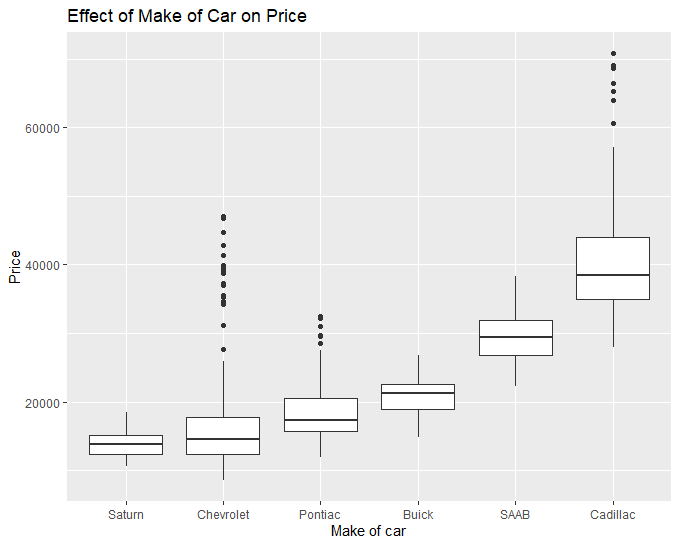 Effect of Make of Car on Price
60000
40000
20000
Price
Saturn Chevrolet Pontiac Buick SAAB Cadillac
Make of car